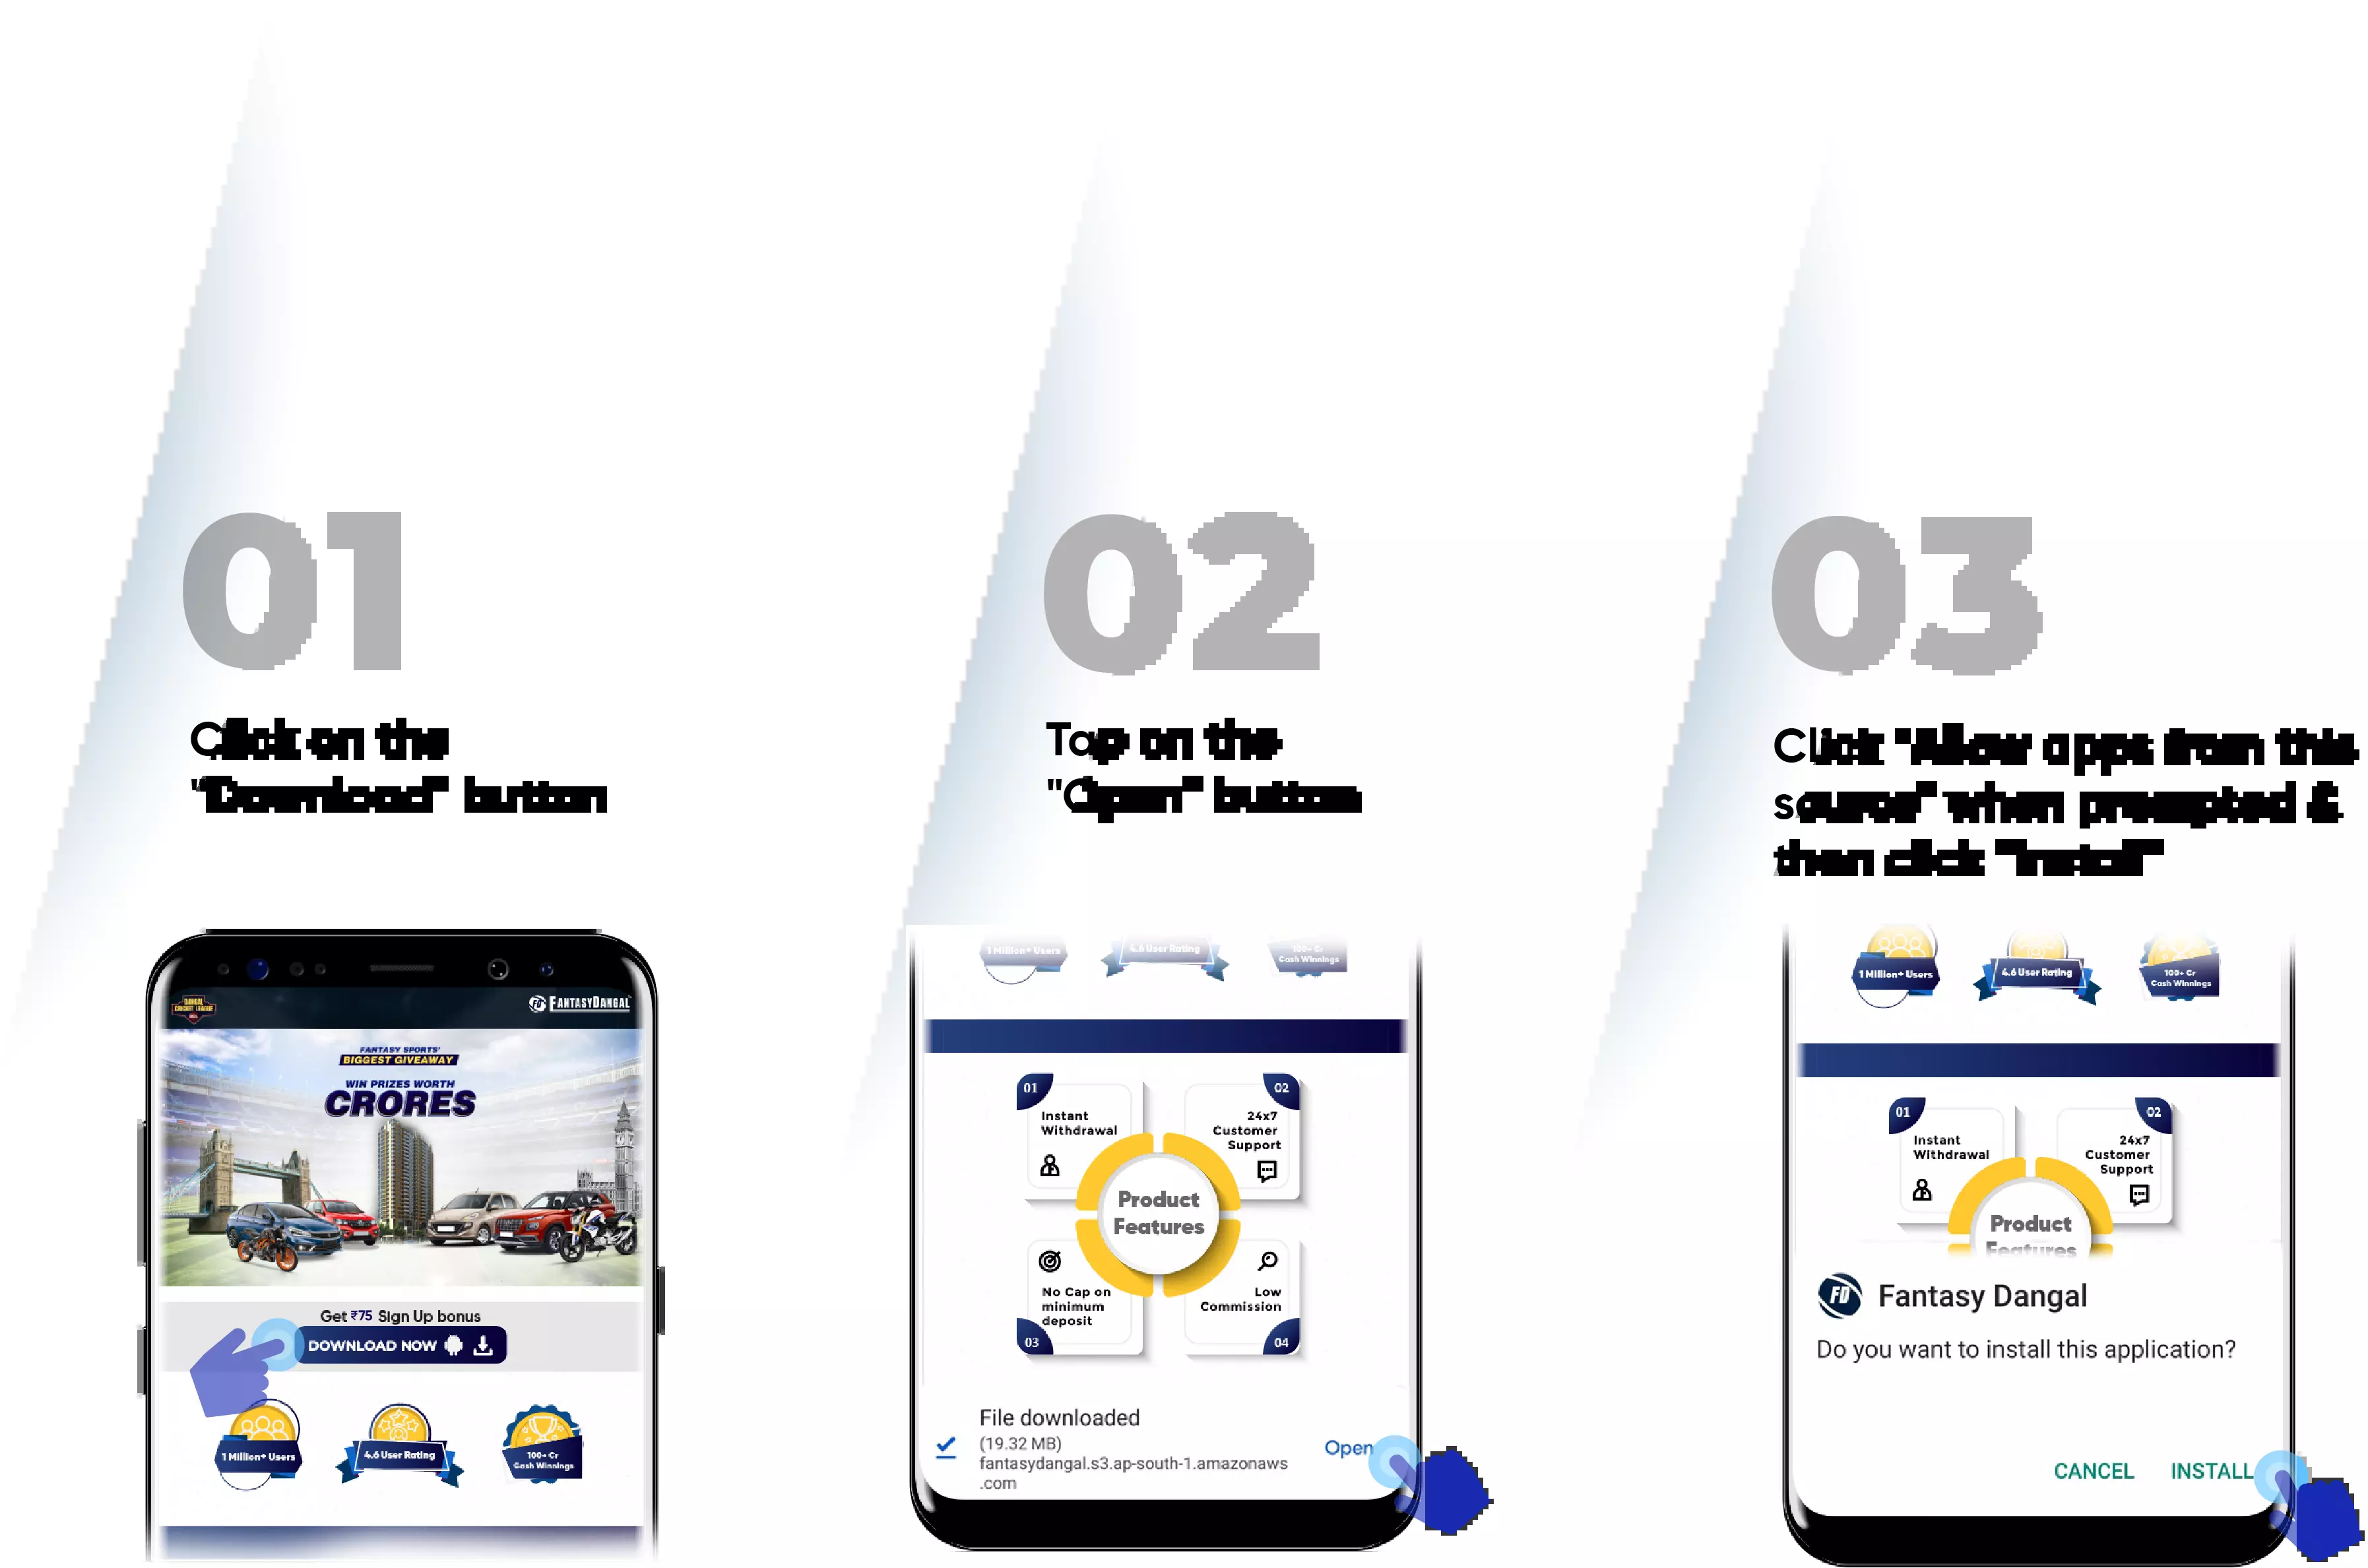 01
Click on the
"Download" button
DANGAL
CRICKET LEAGUE
FD FANTASYDANGAL
FANTASY SPORTS'
BIGGEST GIVEAWAY
WIN PRIZES WORTH
CRORES
Get ₹75 Sign Up bonus
DOWNLOAD NOW
1 Million+ Users
4.6 User Rating
100+ Cr
Cash Winnings
02
Tap on the
"Open" button
1 Million+ Users
4.6 User Rating
100+ Cr
Cash Winnings
01
Instant
Withdrawal
02
24x7
Customer
Support
Product
Features
No Cap on
minimum
deposit
03
Low
Commission
04
File downloaded
(19.32 MB)
fantasydangal.s3.ap-south-1.amazonaws
.com
Open
03
Click "Allow apps from this
source" when prompted &
then click "Install"
1 Million+ Users
4.6 User Rating
100+ Cr
Cash Winnings
01
Instant
Withdrawal
02
24x7
Customer
Support
Product
Features
FD Fantasy Dangal
Do you want to install this application?
CANCEL INSTALL